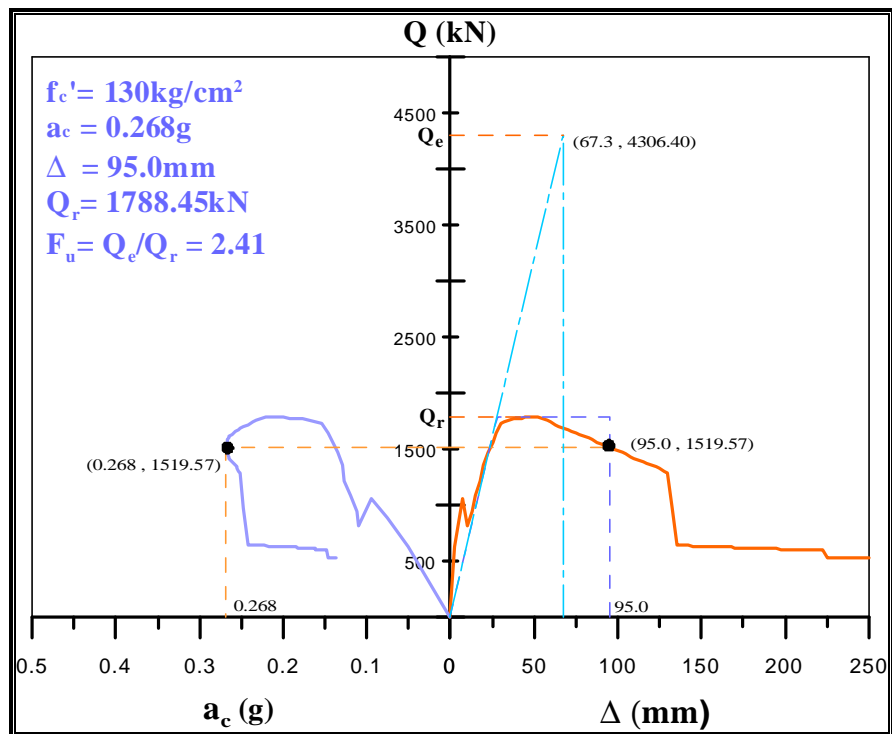 Q (kN)
f_c'= 130kg/cm²
a_c = 0.268g
Δ = 95.0mm
Q_r= 1788.45kN
F_u= Q_e/Q_r = 2.41
4500
Q_e
(67.3 , 4306.40)
3500
2500
Q_r
1500
(95.0 , 1519.57)
(0.268 , 1519.57)
500
0.268
95.0
0.5 0.4 0.3 0.2 0.1 0 50 100 150 200 250
a_c (g)
Δ (mm)